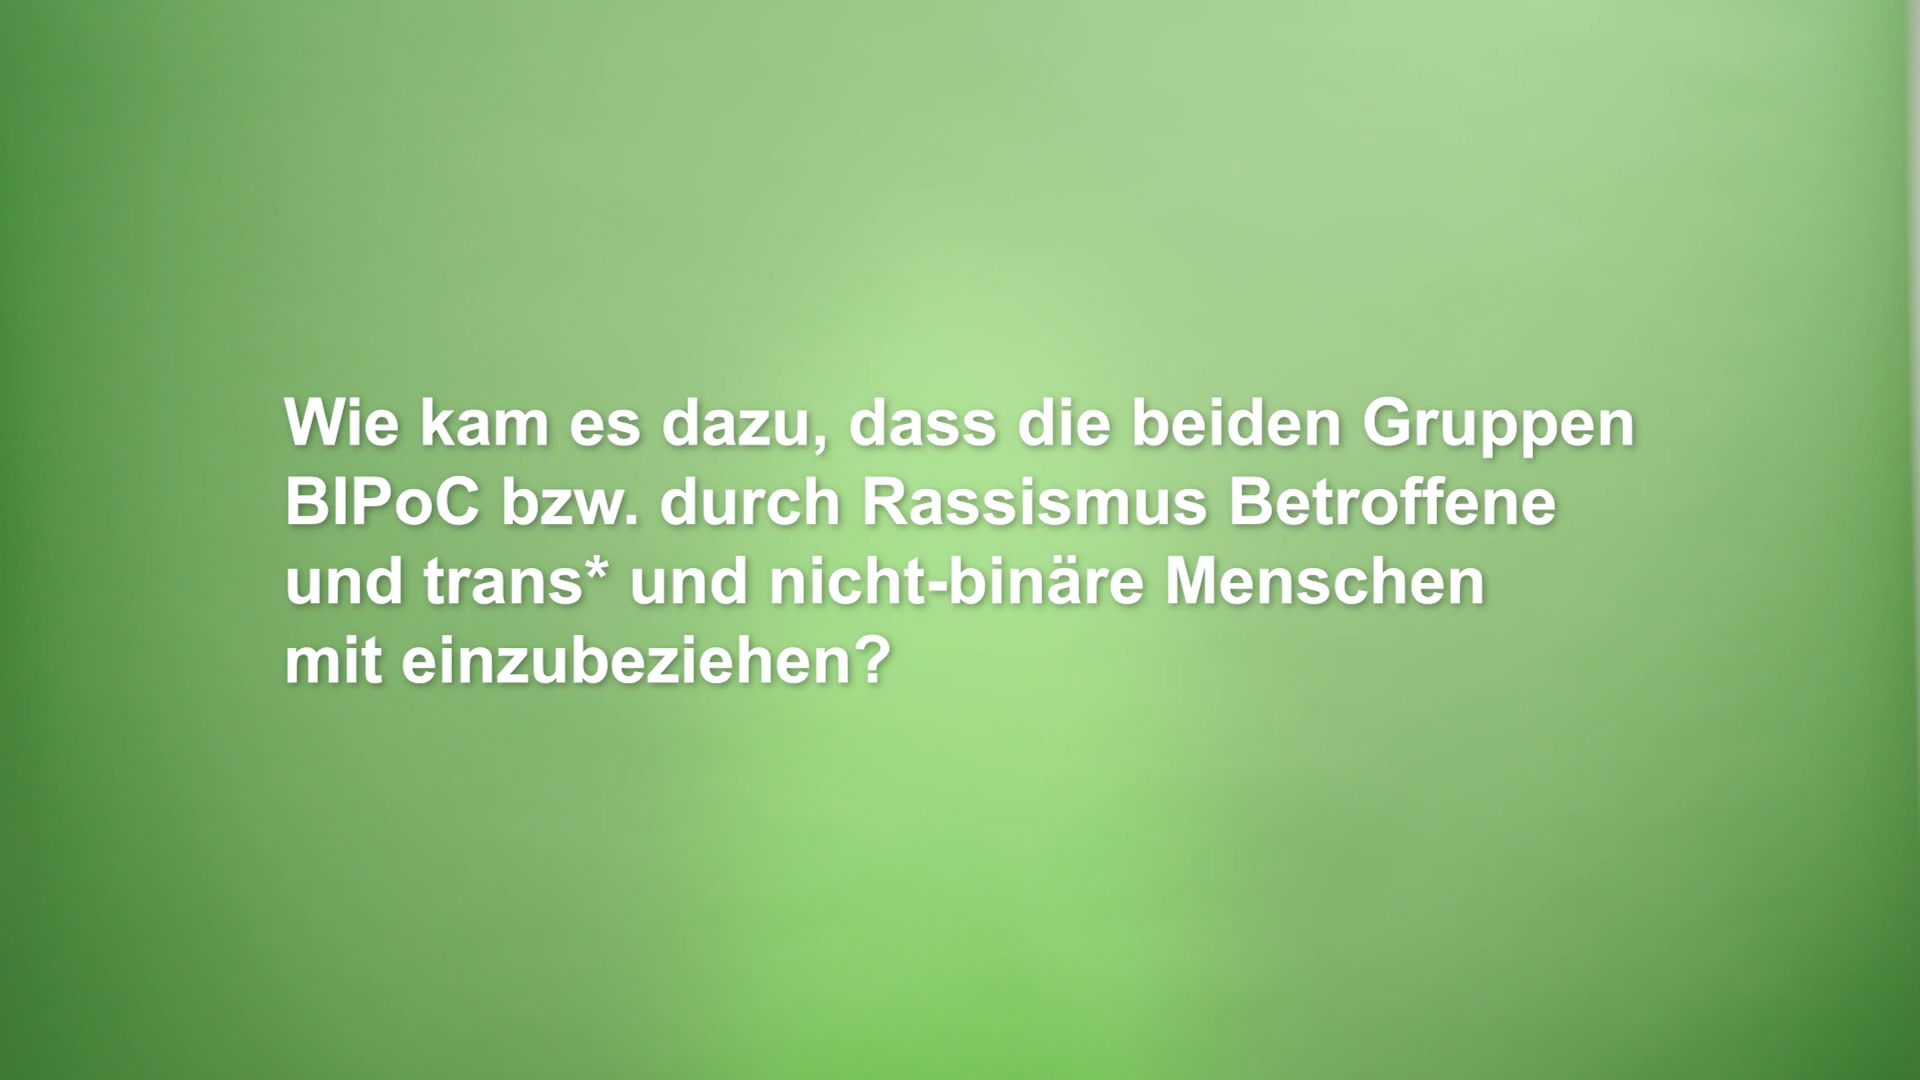 Wie kam es dazu, dass die beiden Gruppen
BIPoC bzw. durch Rassismus Betroffene
und trans* und nicht-binäre Menschen
mit einzubeziehen?